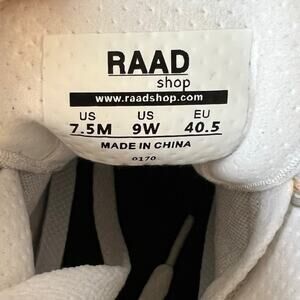 RAAD
shop
www.raadshop.com
US US EU
7.5M 9W 40.5
MADE IN CHINA
0170